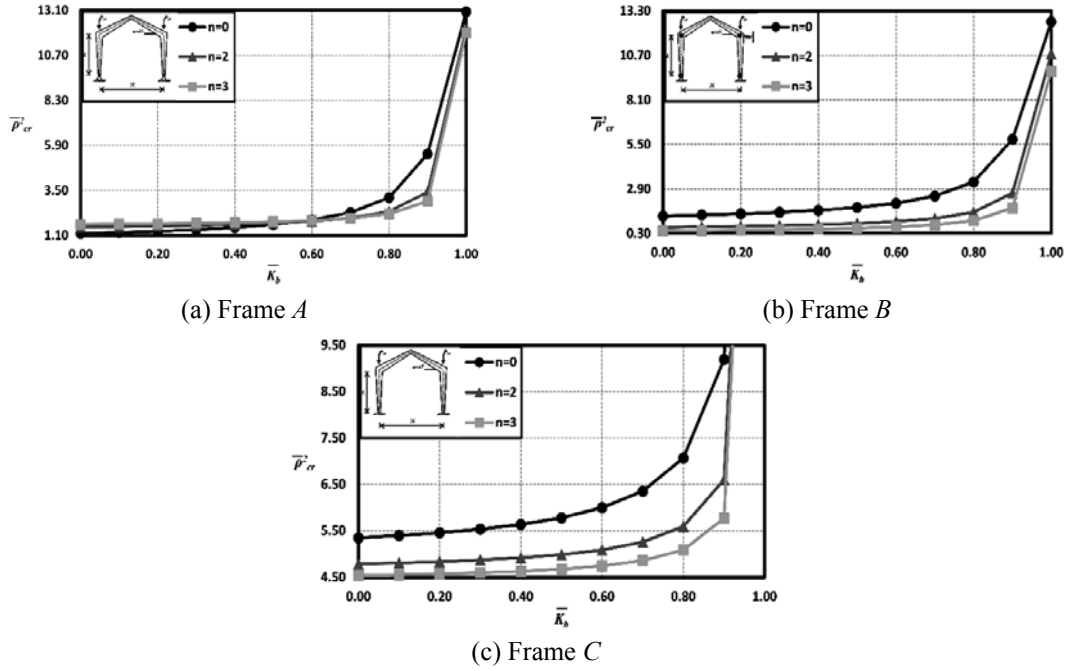 13.10
10.70
8.30
5.90
3.50
1.10
n=0
n=2
n=3
ρ̅²cr
0.00 0.20 0.40 0.60 0.80 1.00
K̅b
(a) Frame A
13.30
10.70
8.10
5.50
2.90
0.30
n=0
n=2
n=3
ρ̅²cr
0.00 0.20 0.40 0.60 0.80 1.00
K̅b
(b) Frame B
9.50
8.50
7.50
6.50
5.50
4.50
n=0
n=2
n=3
ρ̅²cr
0.00 0.20 0.40 0.60 0.80 1.00
K̅b
(c) Frame C